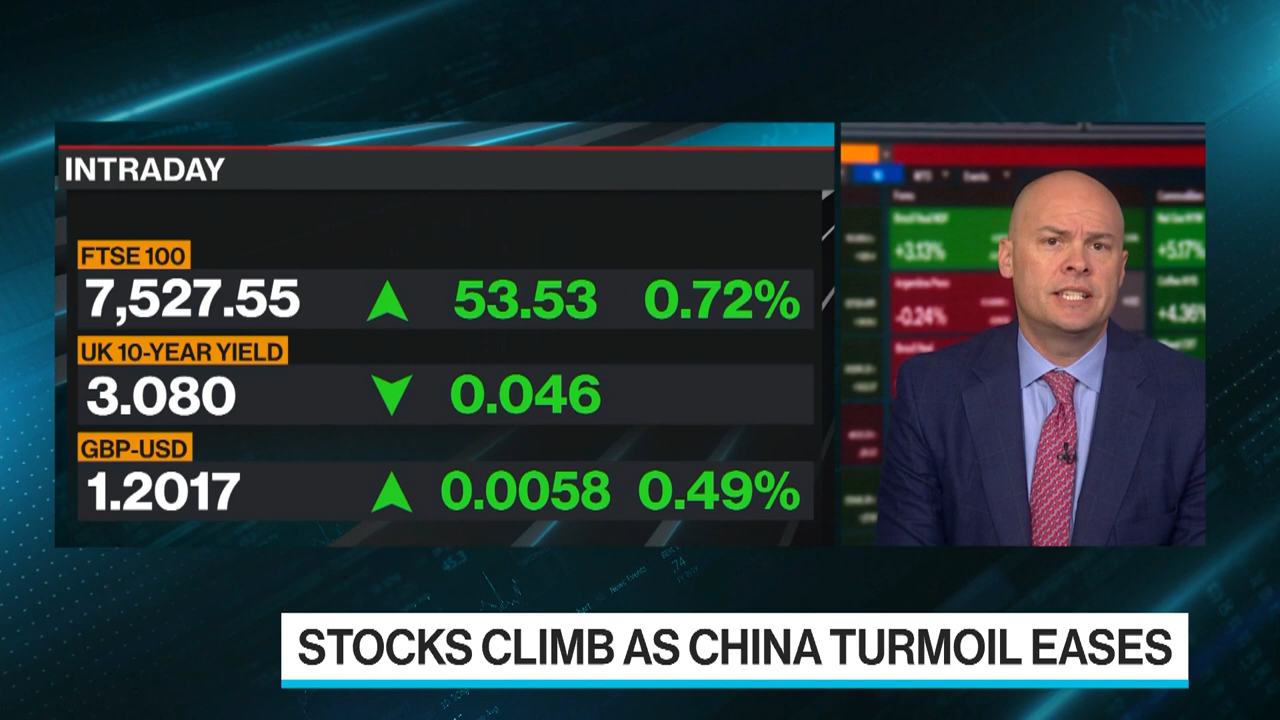 INTRADAY
FTSE 100
7,527.55 ▲ 53.53 0.72%
UK 10-YEAR YIELD
3.080 ▼ 0.046
GBP-USD
1.2017 ▲ 0.0058 0.49%
+3.13%
+5.17%
-0.24%
+4.36%
STOCKS CLIMB AS CHINA TURMOIL EASES